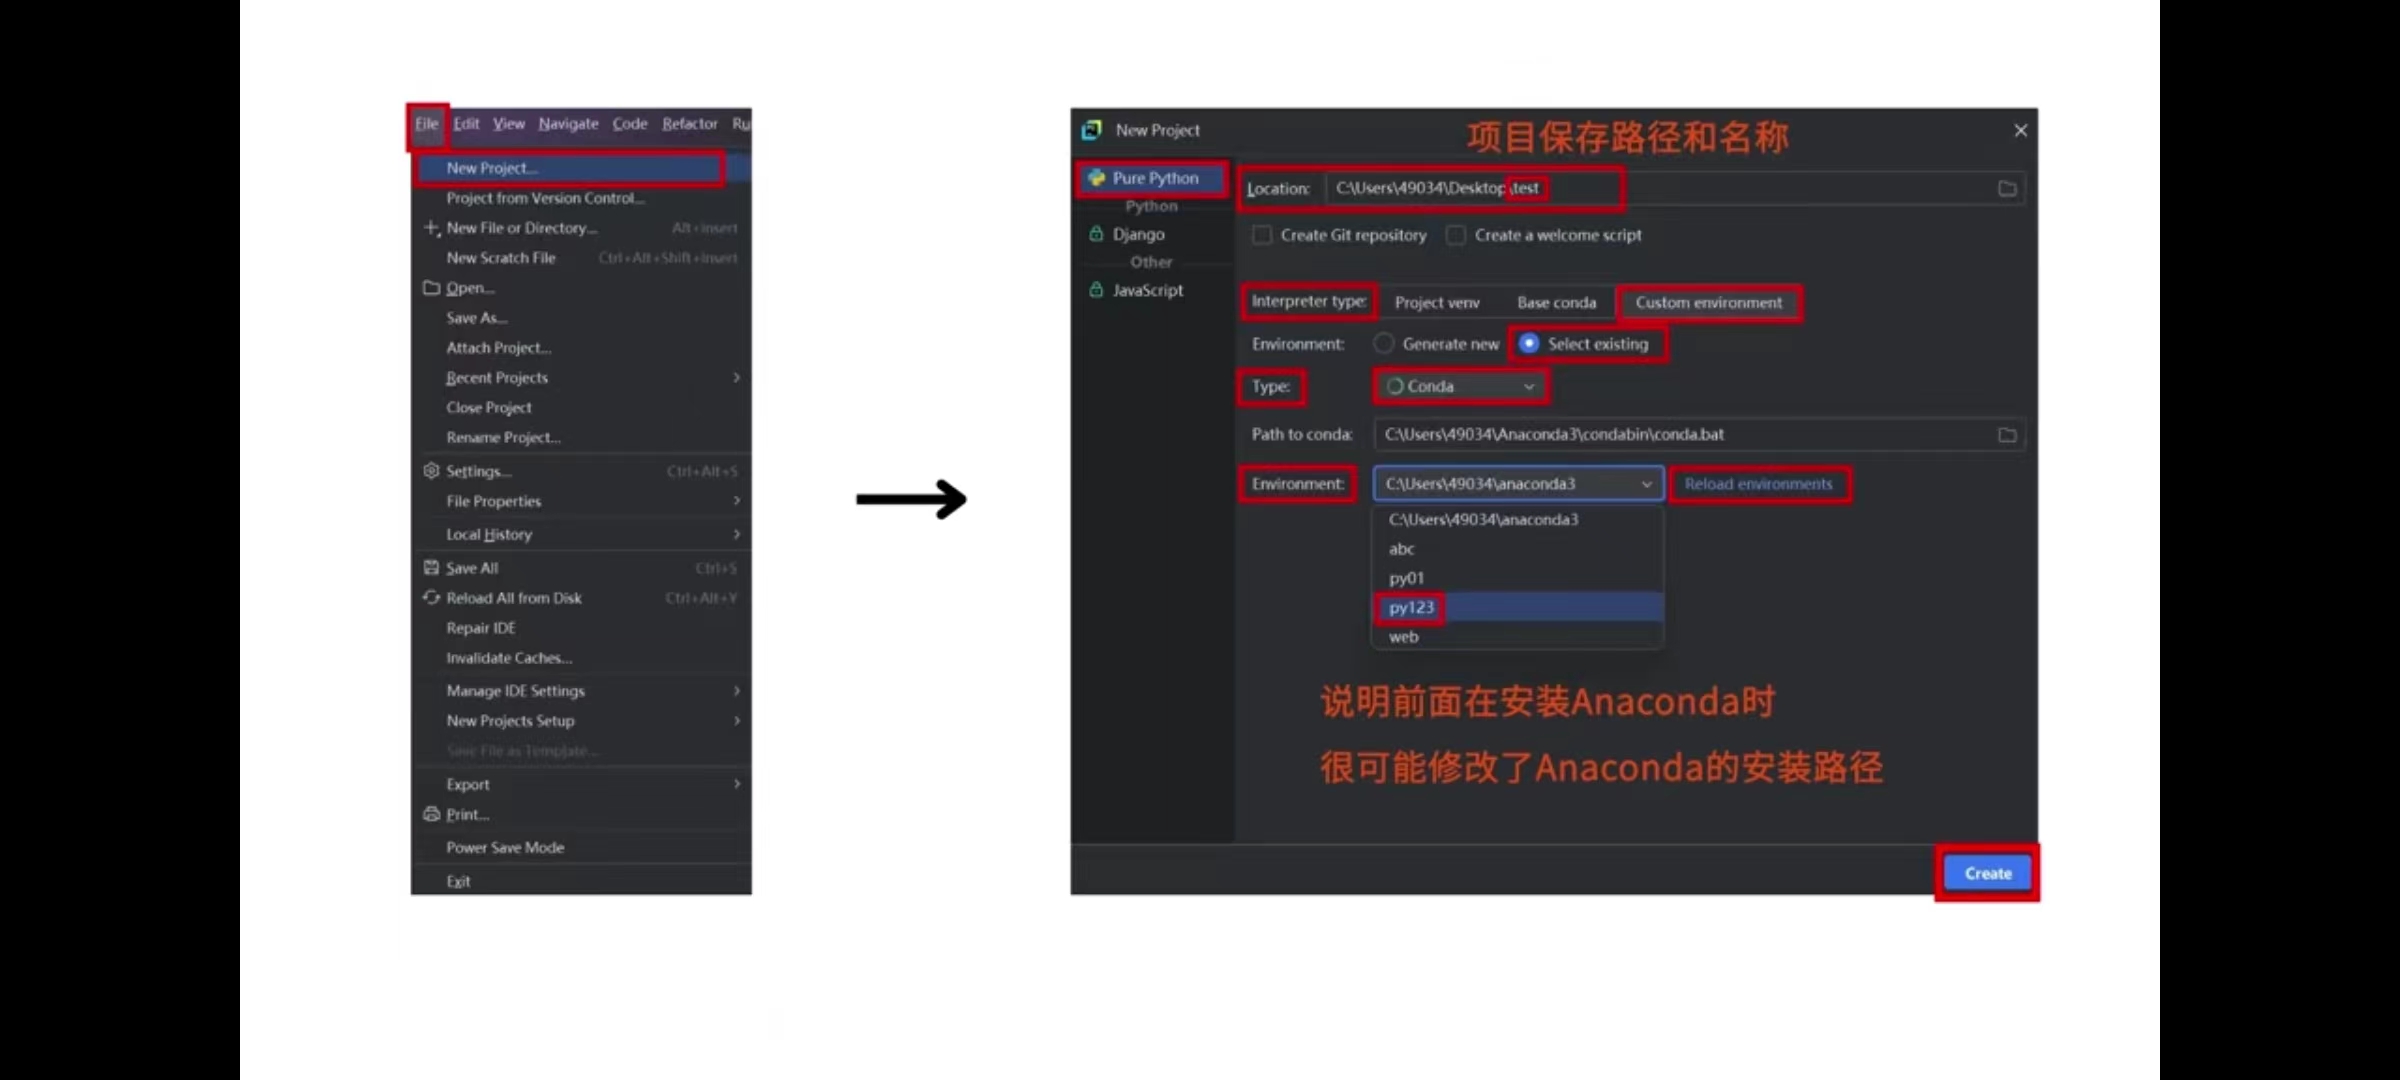 File Edit View Navigate Code Refactor Ru
New Project...
Project from Version Control...
New File or Directory... Alt+Insert
New Scratch File Ctrl+Alt+Shift+Insert
Open...
Save As...
Attach Project...
Recent Projects
Close Project
Rename Project...
Settings... Ctrl+Alt+S
File Properties
Local History
Save All Ctrl+S
Reload All from Disk Ctrl+Alt+Y
Repair IDE
Invalidate Caches...
Manage IDE Settings
New Projects Setup
Save File as Template...
Export
Print...
Power Save Mode
Exit
New Project
项目保存路径和名称
Pure Python
Python
Django
Other
JavaScript
Location: C:\Users\49034\Desktop\test
Create Git repository Create a welcome script
Interpreter type: Project venv Base conda Custom environment
Environment: Generate new Select existing
Type: Conda
Path to conda: C:\Users\49034\Anaconda3\condabin\conda.bat
Environment: C:\Users\49034\anaconda3 Reload environments
C:\Users\49034\anaconda3
abc
py01
py123
web
说明前面在安装Anaconda时
很可能修改了Anaconda的安装路径
Create